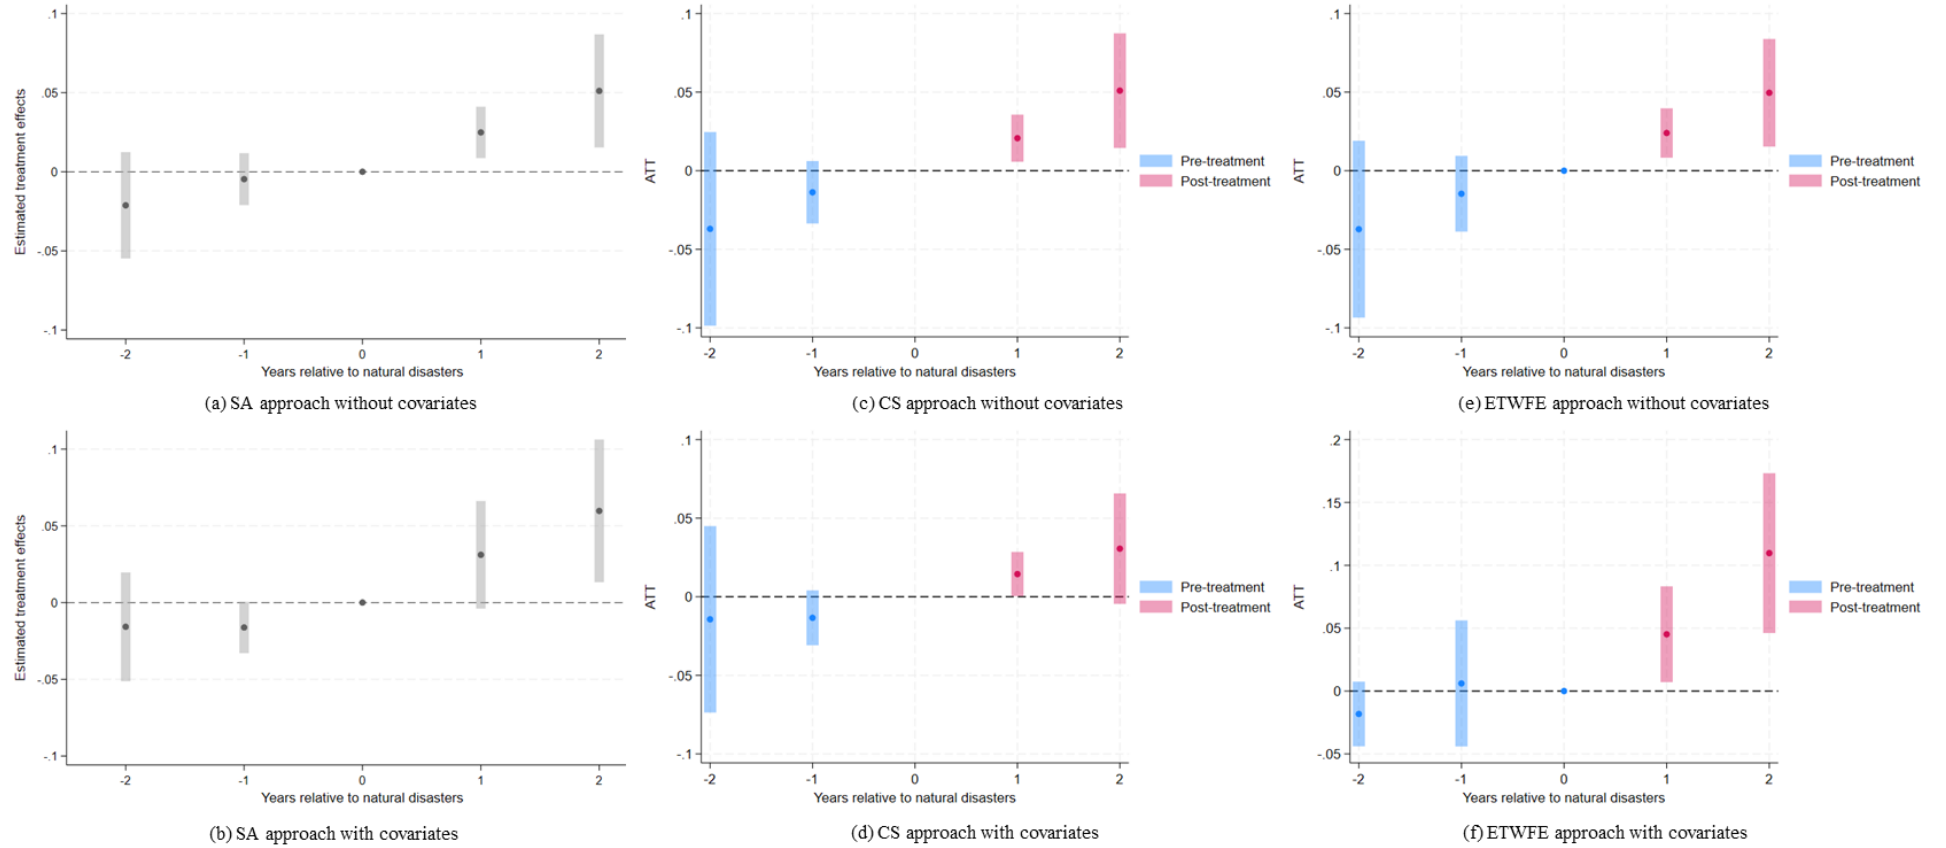 .1
.05
0
-.05
-.1
Estimated treatment effects
-2 -1 0 1 2
Years relative to natural disasters
(a) SA approach without covariates
.1
.05
0
-.05
-.1
ATT
-2 -1 0 1 2
Years relative to natural disasters
Pre-treatment
Post-treatment
(c) CS approach without covariates
.1
.05
0
-.05
-.1
ATT
-2 -1 0 1 2
Years relative to natural disasters
Pre-treatment
Post-treatment
(e) ETWFE approach without covariates
.1
.05
0
-.05
-.1
Estimated treatment effects
-2 -1 0 1 2
Years relative to natural disasters
(b) SA approach with covariates
.1
.05
0
-.05
-.1
ATT
-2 -1 0 1 2
Years relative to natural disasters
Pre-treatment
Post-treatment
(d) CS approach with covariates
.2
.15
.1
.05
0
-.05
ATT
-2 -1 0 1 2
Years relative to natural disasters
Pre-treatment
Post-treatment
(f) ETWFE approach with covariates